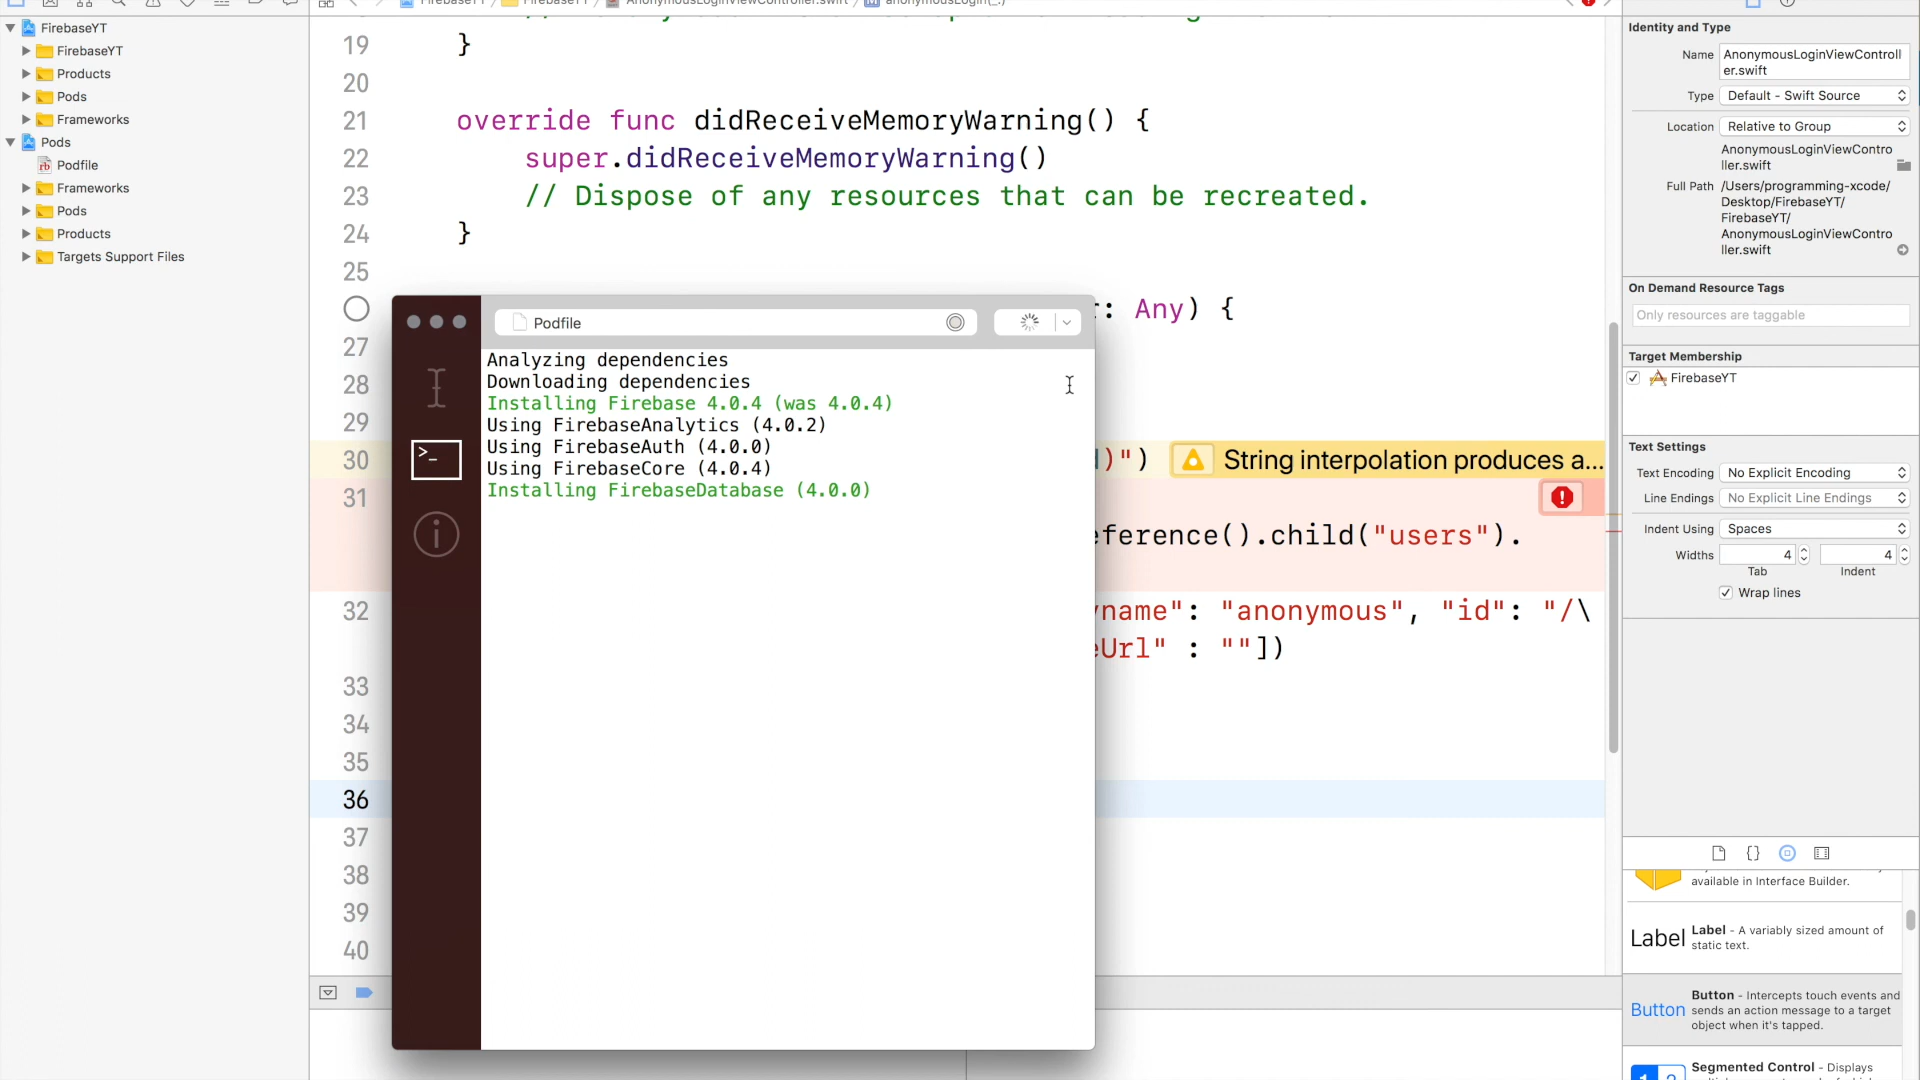 FirebaseYT
FirebaseYT
Products
Pods
Frameworks
Pods
Podfile
Frameworks
Pods
Products
Targets Support Files
19 }
20
21 override func didReceiveMemoryWarning() {
22 super.didReceiveMemoryWarning()
23 // Dispose of any resources that can be recreated.
24 }
25
: Any) {
27
28
29
30 )") String interpolation produces a...
31
eference().child("users").
32 name": "anonymous", "id": "/\
Url" : ""])
33
34
35
36
37
38
39
40
Podfile
Analyzing dependencies
Downloading dependencies
Installing Firebase 4.0.4 (was 4.0.4)
Using FirebaseAnalytics (4.0.2)
Using FirebaseAuth (4.0.0)
Using FirebaseCore (4.0.4)
Installing FirebaseDatabase (4.0.0)
Identity and Type
Name AnonymousLoginViewControll
er.swift
Type Default - Swift Source
Location Relative to Group
AnonymousLoginViewContro
ller.swift
Full Path /Users/programming-xcode/
Desktop/FirebaseYT/
FirebaseYT/
AnonymousLoginViewContro
ller.swift
On Demand Resource Tags
Only resources are taggable
Target Membership
FirebaseYT
Text Settings
Text Encoding No Explicit Encoding
Line Endings No Explicit Line Endings
Indent Using Spaces
Widths 4 4
Tab Indent
Wrap lines
available in Interface Builder.
Label Label - A variably sized amount of
static text.
Button Button - Intercepts touch events and
sends an action message to a target
object when it's tapped.
Segmented Control - Displays